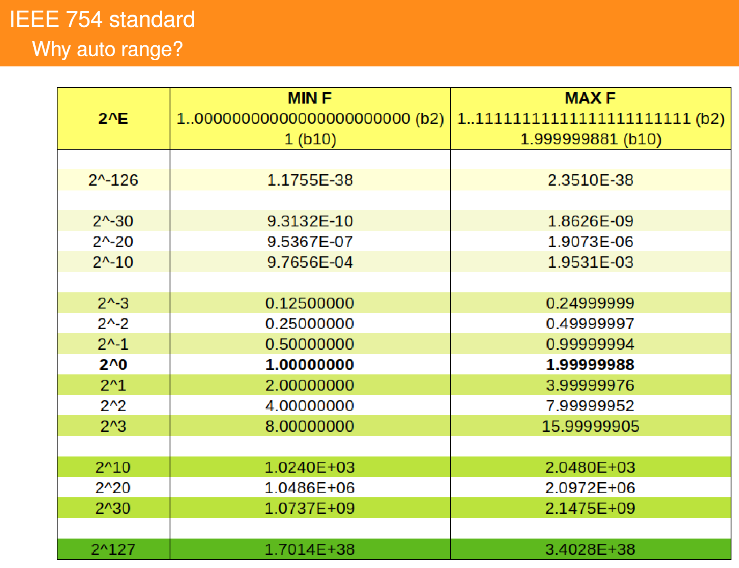 IEEE 754 standard
Why auto range?
2^E MIN F MAX F
1..00000000000000000000000 (b2) 1..11111111111111111111111 (b2)
1 (b10) 1.999999881 (b10)
2^-126 1.1755E-38 2.3510E-38
2^-30 9.3132E-10 1.8626E-09
2^-20 9.5367E-07 1.9073E-06
2^-10 9.7656E-04 1.9531E-03
2^-3 0.12500000 0.24999999
2^-2 0.25000000 0.49999997
2^-1 0.50000000 0.99999994
2^0 1.00000000 1.99999988
2^1 2.00000000 3.99999976
2^2 4.00000000 7.99999952
2^3 8.00000000 15.99999905
2^10 1.0240E+03 2.0480E+03
2^20 1.0486E+06 2.0972E+06
2^30 1.0737E+09 2.1475E+09
2^127 1.7014E+38 3.4028E+38